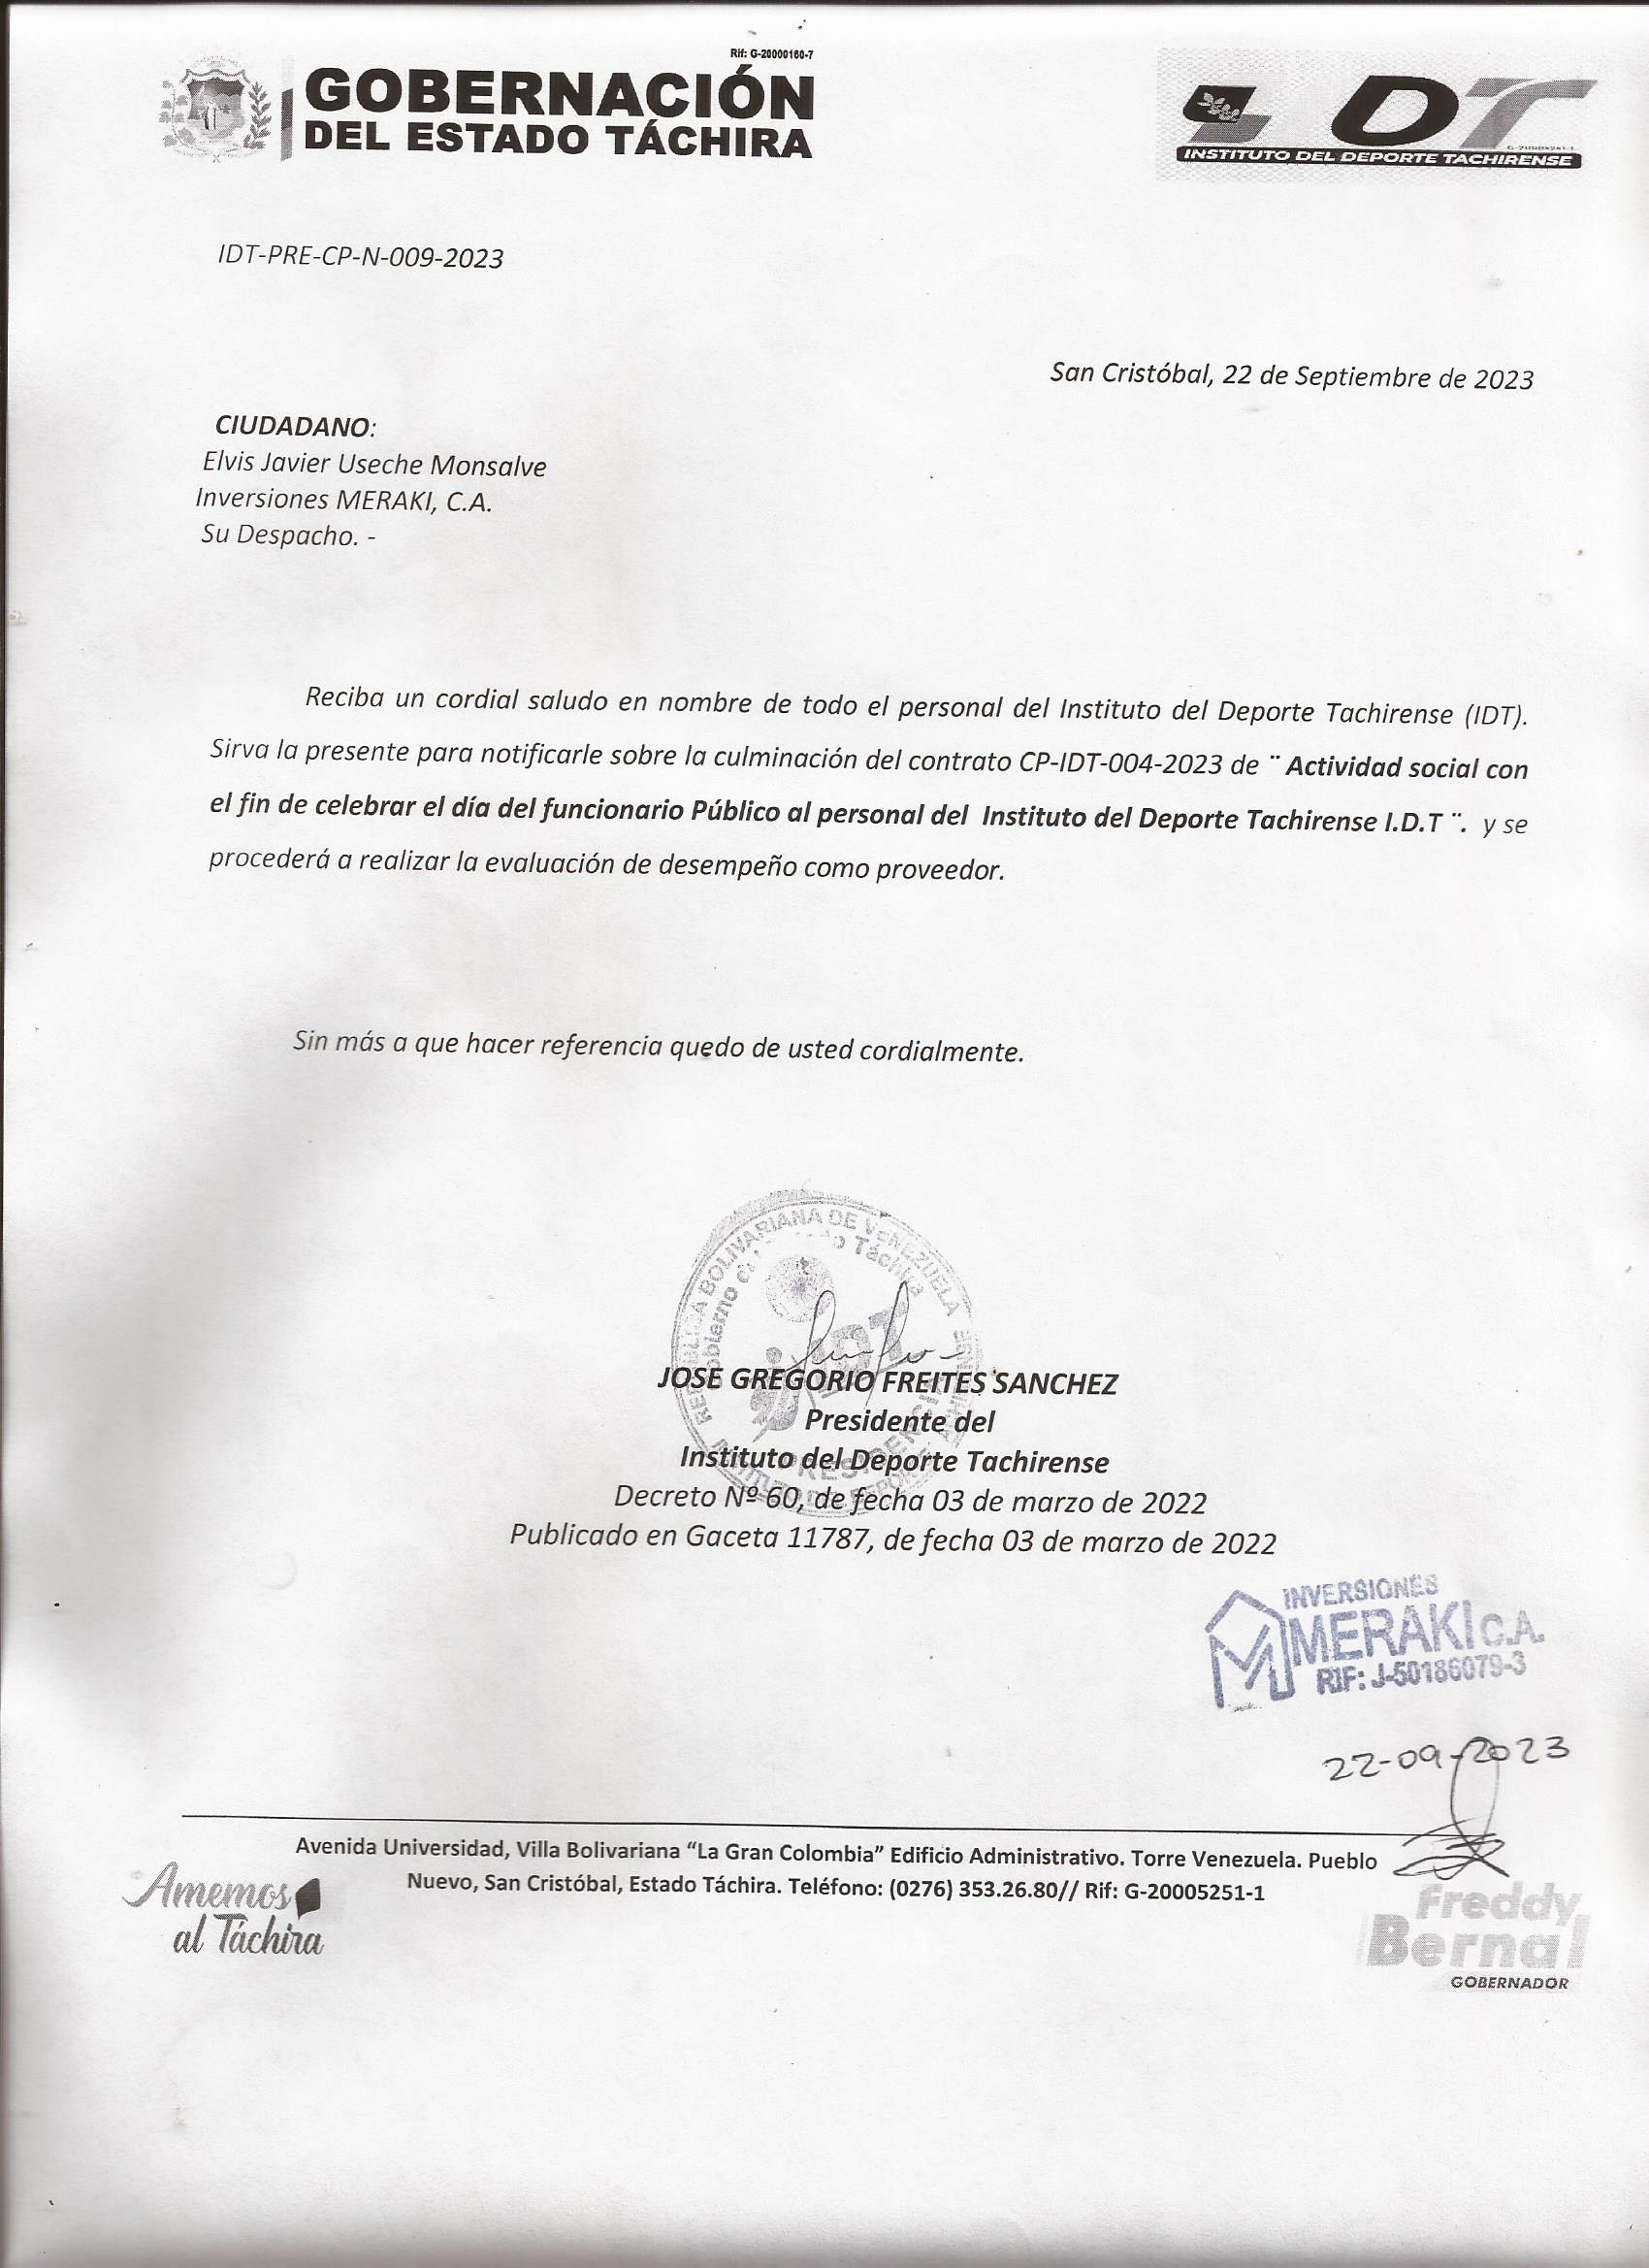 Rif: G-20000160-7
GOBERNACIÓN
DEL ESTADO TÁCHIRA
IDT
G-20005251-1
INSTITUTO DEL DEPORTE TACHIRENSE
IDT-PRE-CP-N-009-2023
San Cristóbal, 22 de Septiembre de 2023
CIUDADANO:
Elvis Javier Useche Monsalve
Inversiones MERAKI, C.A.
Su Despacho. -
Reciba un cordial saludo en nombre de todo el personal del Instituto del Deporte Tachirense (IDT).
Sirva la presente para notificarle sobre la culminación del contrato CP-IDT-004-2023 de ¨ Actividad social con
el fin de celebrar el día del funcionario Público al personal del Instituto del Deporte Tachirense I.D.T ¨. y se
procederá a realizar la evaluación de desempeño como proveedor.
Sin más a que hacer referencia quedo de usted cordialmente.
REPÚBLICA BOLIVARIANA DE VENEZUELA
Gobierno Táchira
IDT
PRESIDENCIA
JOSE GREGORIO FREITES SANCHEZ
Presidente del
Instituto del Deporte Tachirense
Decreto Nº 60, de fecha 03 de marzo de 2022
Publicado en Gaceta 11787, de fecha 03 de marzo de 2022
INVERSIONES
MERAKI C.A.
RIF: J-50186079-3
22-09-2023
Avenida Universidad, Villa Bolivariana “La Gran Colombia” Edificio Administrativo. Torre Venezuela. Pueblo
Nuevo, San Cristóbal, Estado Táchira. Teléfono: (0276) 353.26.80// Rif: G-20005251-1
Amemos
al Táchira
Freddy
Bernal
GOBERNADOR